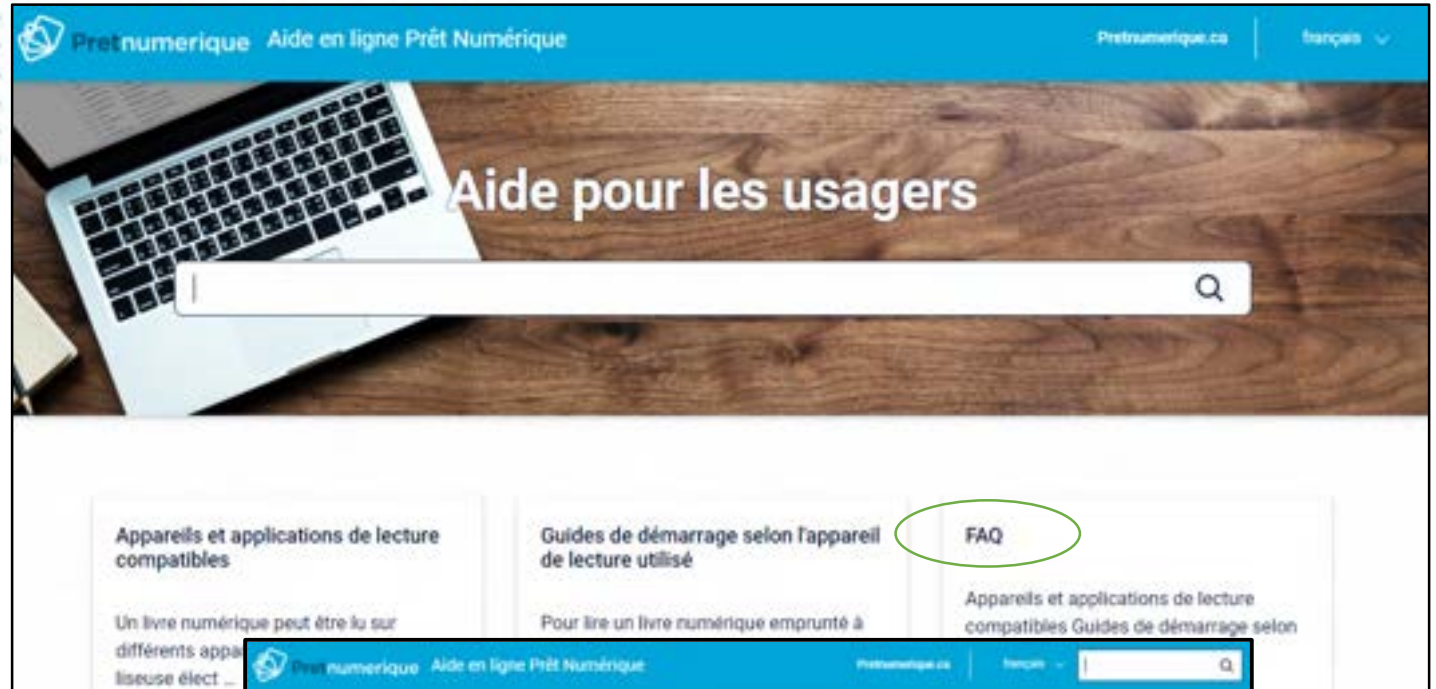 Pretnumerique Aide en ligne Prêt Numérique Pretnumerique.ca français
Aide pour les usagers
Appareils et applications de lecture
compatibles
Un livre numérique peut être lu sur
différents appa
liseuse élect ...
Guides de démarrage selon l'appareil
de lecture utilisé
Pour lire un livre numérique emprunté à
FAQ
Appareils et applications de lecture
compatibles Guides de démarrage selon
Pretnumerique Aide en ligne Prêt Numérique Pretnumerique.ca français